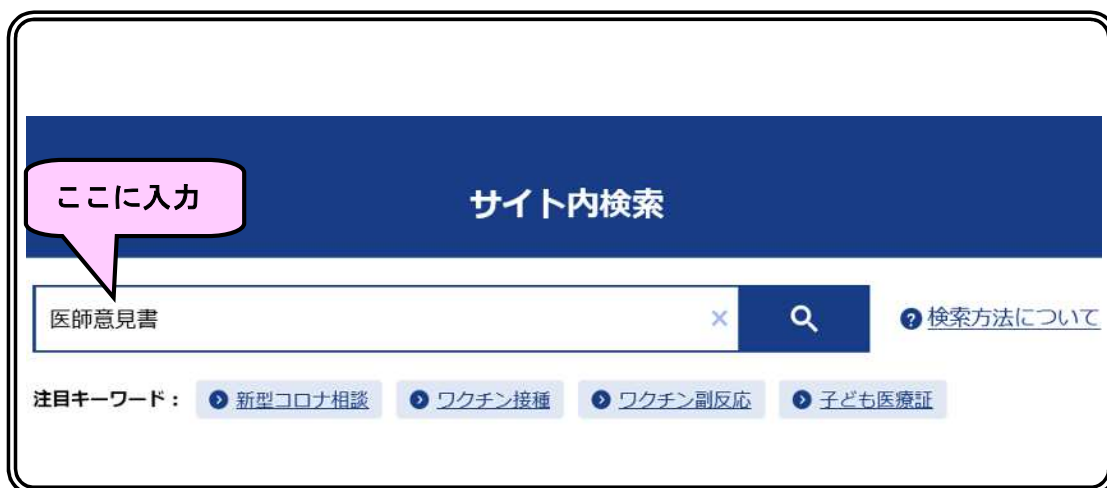 サイト内検索
ここに入力
医師意見書
検索方法について
注目キーワード： 新型コロナ相談 ワクチン接種 ワクチン副反応 子ども医療証